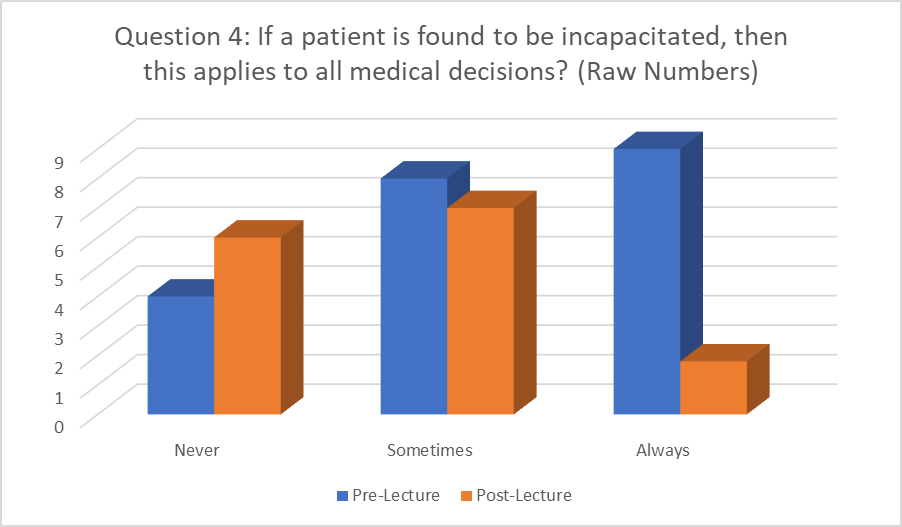 Question 4: If a patient is found to be incapacitated, then
this applies to all medical decisions? (Raw Numbers)
9
8
7
6
5
4
3
2
1
0
Never Sometimes Always
Pre-Lecture Post-Lecture